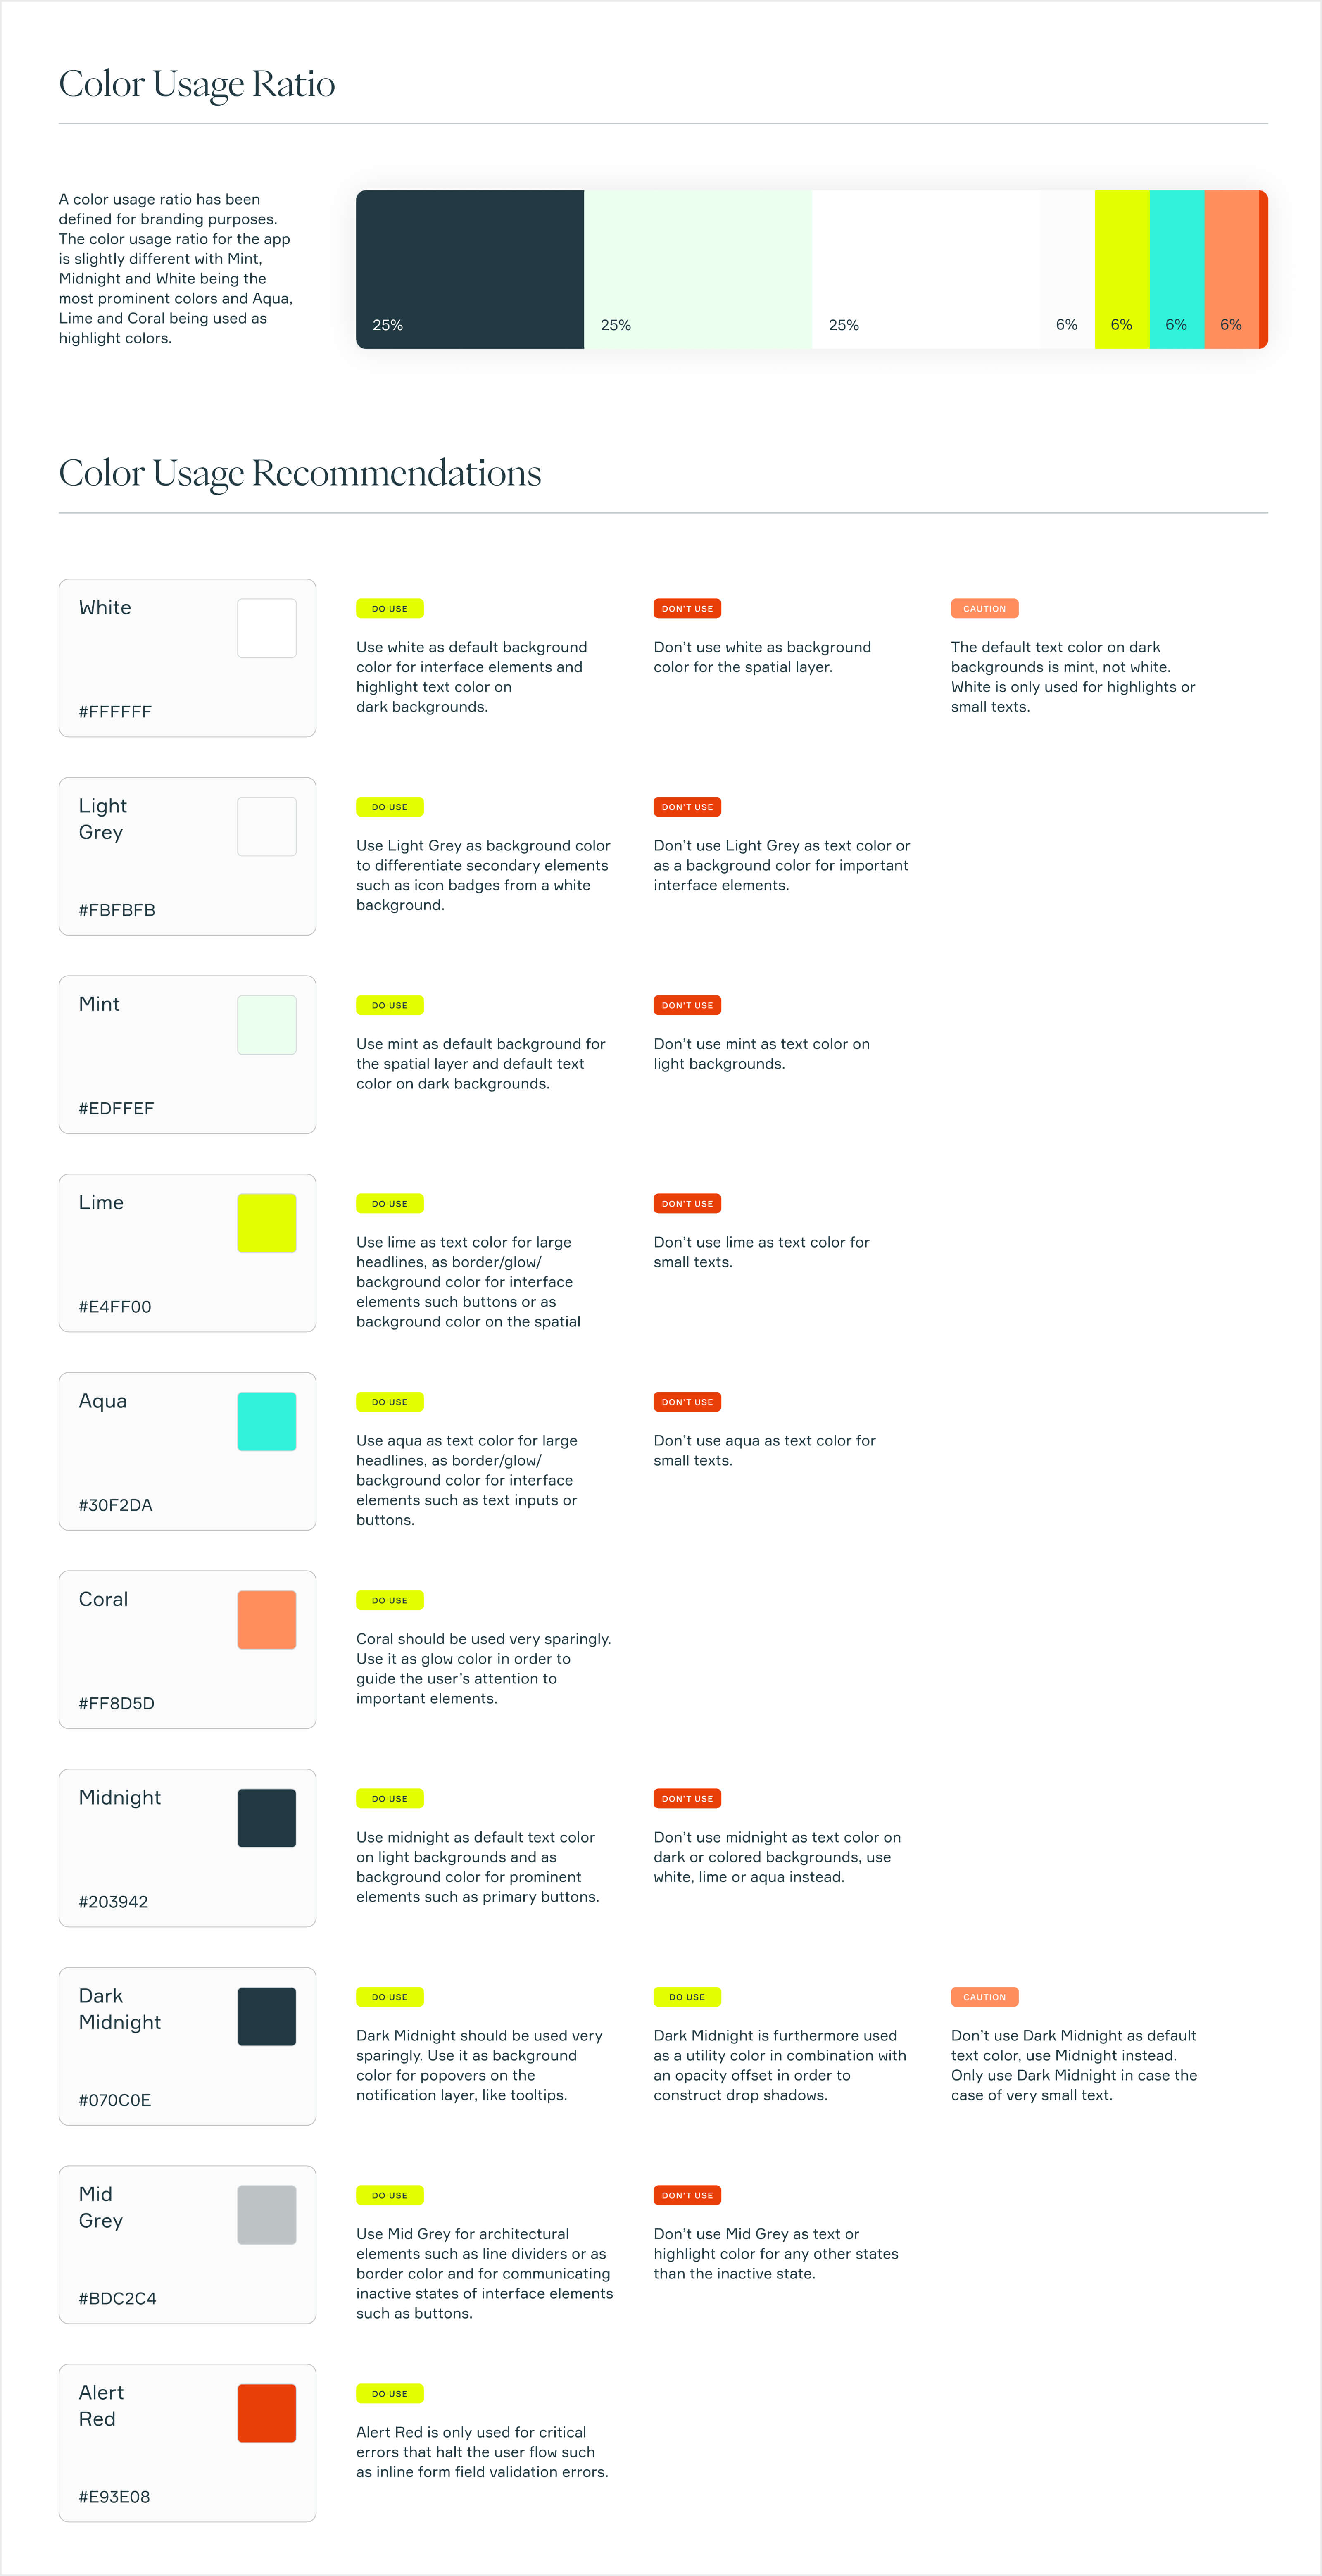 Color Usage Ratio
A color usage ratio has been
defined for branding purposes.
The color usage ratio for the app
is slightly different with Mint,
Midnight and White being the
most prominent colors and Aqua,
Lime and Coral being used as
highlight colors.
25%
25%
25%
6%
6%
6%
6%
Color Usage Recommendations
White
#FFFFFF
DO USE
Use white as default background
color for interface elements and
highlight text color on
dark backgrounds.
DON'T USE
Don't use white as background
color for the spatial layer.
CAUTION
The default text color on dark
backgrounds is mint, not white.
White is only used for highlights or
small texts.
Light
Grey
#FBFBFB
DO USE
Use Light Grey as background color
to differentiate secondary elements
such as icon badges from a white
background.
DON'T USE
Don't use Light Grey as text color or
as a background color for important
interface elements.
Mint
#EDFFEF
DO USE
Use mint as default background for
the spatial layer and default text
color on dark backgrounds.
DON'T USE
Don't use mint as text color on
light backgrounds.
Lime
#E4FF00
DO USE
Use lime as text color for large
headlines, as border/glow/
background color for interface
elements such buttons or as
background color on the spatial
DON'T USE
Don't use lime as text color for
small texts.
Aqua
#30F2DA
DO USE
Use aqua as text color for large
headlines, as border/glow/
background color for interface
elements such as text inputs or
buttons.
DON'T USE
Don't use aqua as text color for
small texts.
Coral
#FF8D5D
DO USE
Coral should be used very sparingly.
Use it as glow color in order to
guide the user's attention to
important elements.
Midnight
#203942
DO USE
Use midnight as default text color
on light backgrounds and as
background color for prominent
elements such as primary buttons.
DON'T USE
Don't use midnight as text color on
dark or colored backgrounds, use
white, lime or aqua instead.
Dark
Midnight
#070C0E
DO USE
Dark Midnight should be used very
sparingly. Use it as background
color for popovers on the
notification layer, like tooltips.
DO USE
Dark Midnight is furthermore used
as a utility color in combination with
an opacity offset in order to
construct drop shadows.
CAUTION
Don't use Dark Midnight as default
text color, use Midnight instead.
Only use Dark Midnight in case the
case of very small text.
Mid
Grey
#BDC2C4
DO USE
Use Mid Grey for architectural
elements such as line dividers or as
border color and for communicating
inactive states of interface elements
such as buttons.
DON'T USE
Don't use Mid Grey as text or
highlight color for any other states
than the inactive state.
Alert
Red
#E93E08
DO USE
Alert Red is only used for critical
errors that halt the user flow such
as inline form field validation errors.